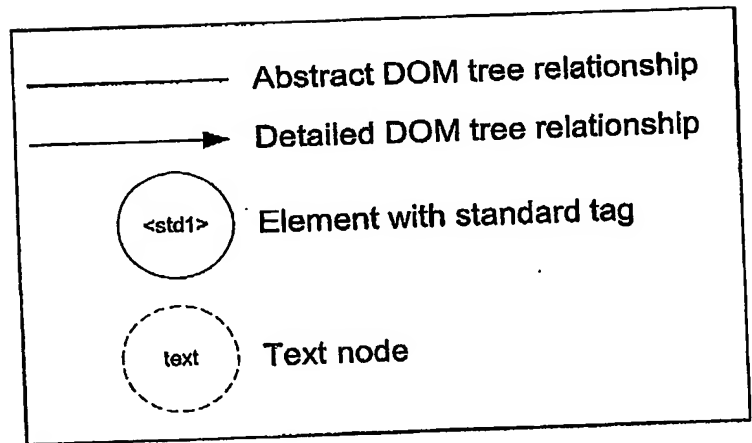 Abstract DOM tree relationship
Detailed DOM tree relationship
<std1> Element with standard tag
text Text node